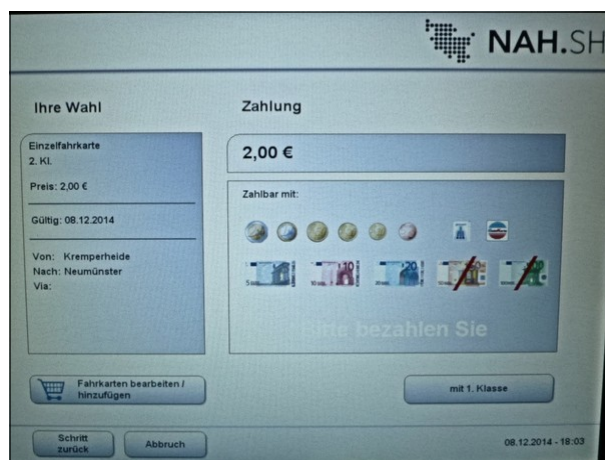 NAH.SH
Ihre Wahl
Zahlung
Einzelfahrkarte
2. Kl.
Preis: 2,00 €
Gültig: 08.12.2014
Von: Kremperheide
Nach: Neumünster
Via:
2,00 €
Zahlbar mit:
Bitte bezahlen Sie
Fahrkarten bearbeiten /
hinzufügen
mit 1. Klasse
Schritt
zurück
Abbruch
08.12.2014 - 18:03